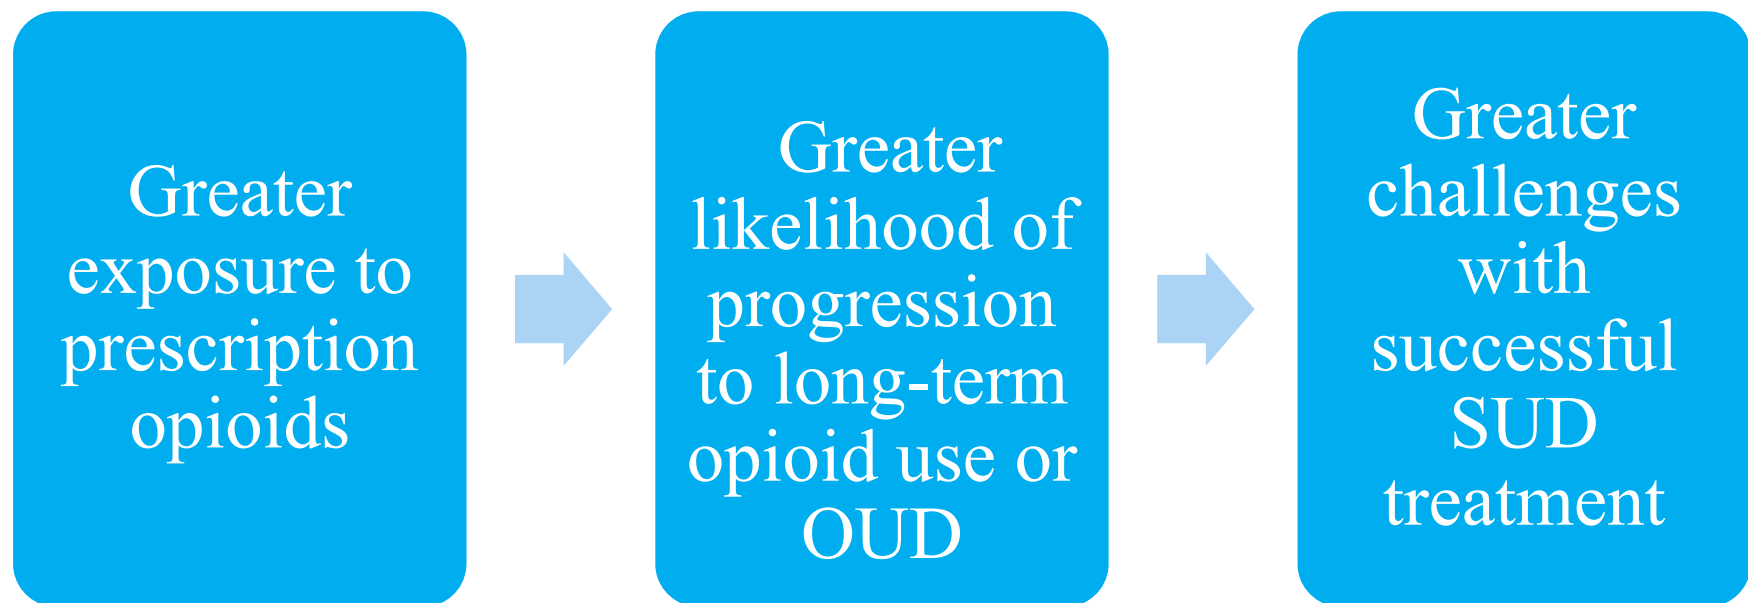 Greater
exposure to
prescription
opioids
Greater
likelihood of
progression
to long-term
opioid use or
OUD
Greater
challenges
with
successful
SUD
treatment